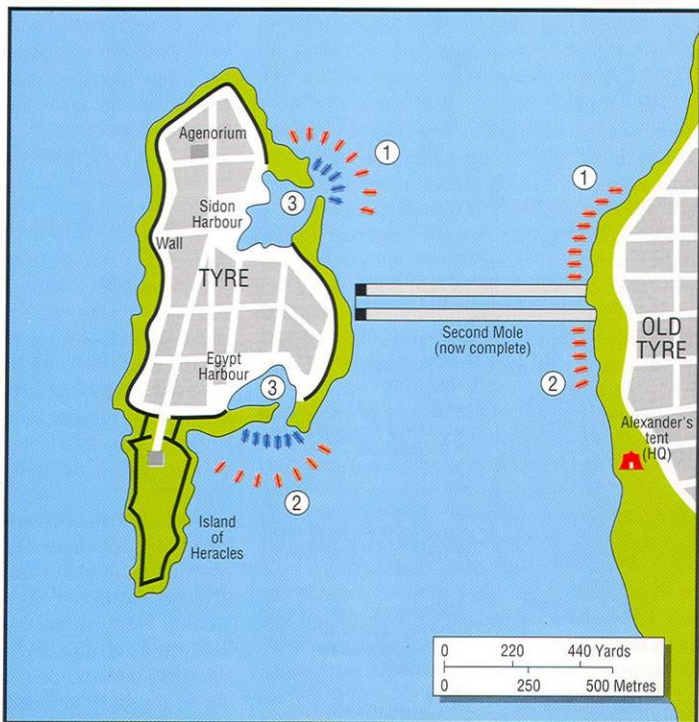 Agenorium
1
Sidon
Harbour
3
1
Wall
TYRE
Second Mole
(now complete)
OLD
TYRE
Egypt
Harbour
3
2
Alexander's
tent
(HQ)
2
Island
of
Heracles
0 220 440 Yards
0 250 500 Metres